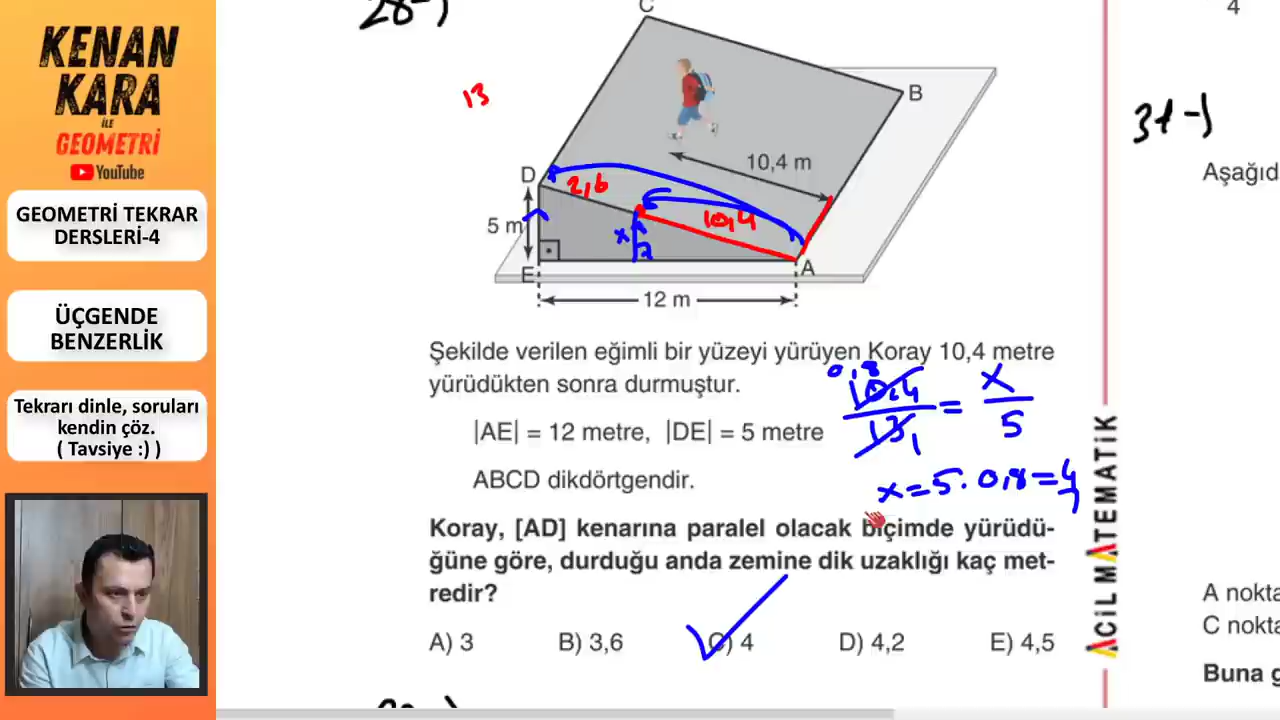 KENAN
KARA
İLE
GEOMETRİ
YouTube
GEOMETRİ TEKRAR
DERSLERİ-4
ÜÇGENDE
BENZERLİK
Tekrarı dinle, soruları
kendin çöz.
( Tavsiye :) )
28-)
C
13
B
10,4 m
D
2,6
10,4
5 m
x
E
A
12 m
Şekilde verilen eğimli bir yüzeyi yürüyen Koray 10,4 metre
yürüdükten sonra durmuştur.
0,8
10,4 = x
13 1 5
|AE| = 12 metre, |DE| = 5 metre
ABCD dikdörtgendir.
x = 5 . 0,8 = 4
Koray, [AD] kenarına paralel olacak biçimde yürüdü-
ğüne göre, durduğu anda zemine dik uzaklığı kaç met-
redir?
A) 3 B) 3,6 C) 4 D) 4,2 E) 4,5
ACİL MATEMATİK
4
31-)
Aşağıd
A nokta
C nokta
Buna g